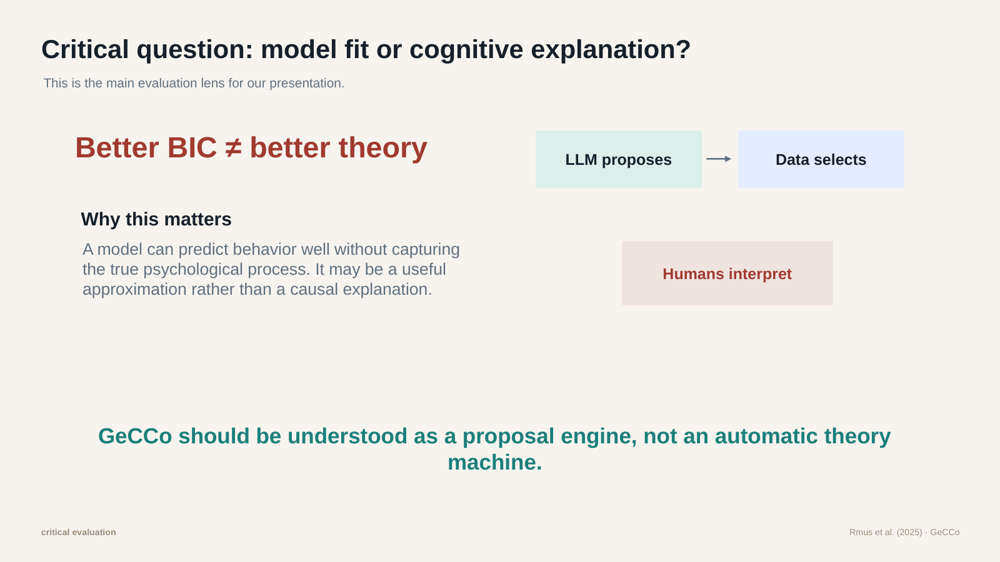 Critical question: model fit or cognitive explanation?
This is the main evaluation lens for our presentation.
Better BIC ≠ better theory
Why this matters
A model can predict behavior well without capturing
the true psychological process. It may be a useful
approximation rather than a causal explanation.
LLM proposes
Data selects
Humans interpret
GeCCo should be understood as a proposal engine, not an automatic theory
machine.
critical evaluation
Rmus et al. (2025) · GeCCo